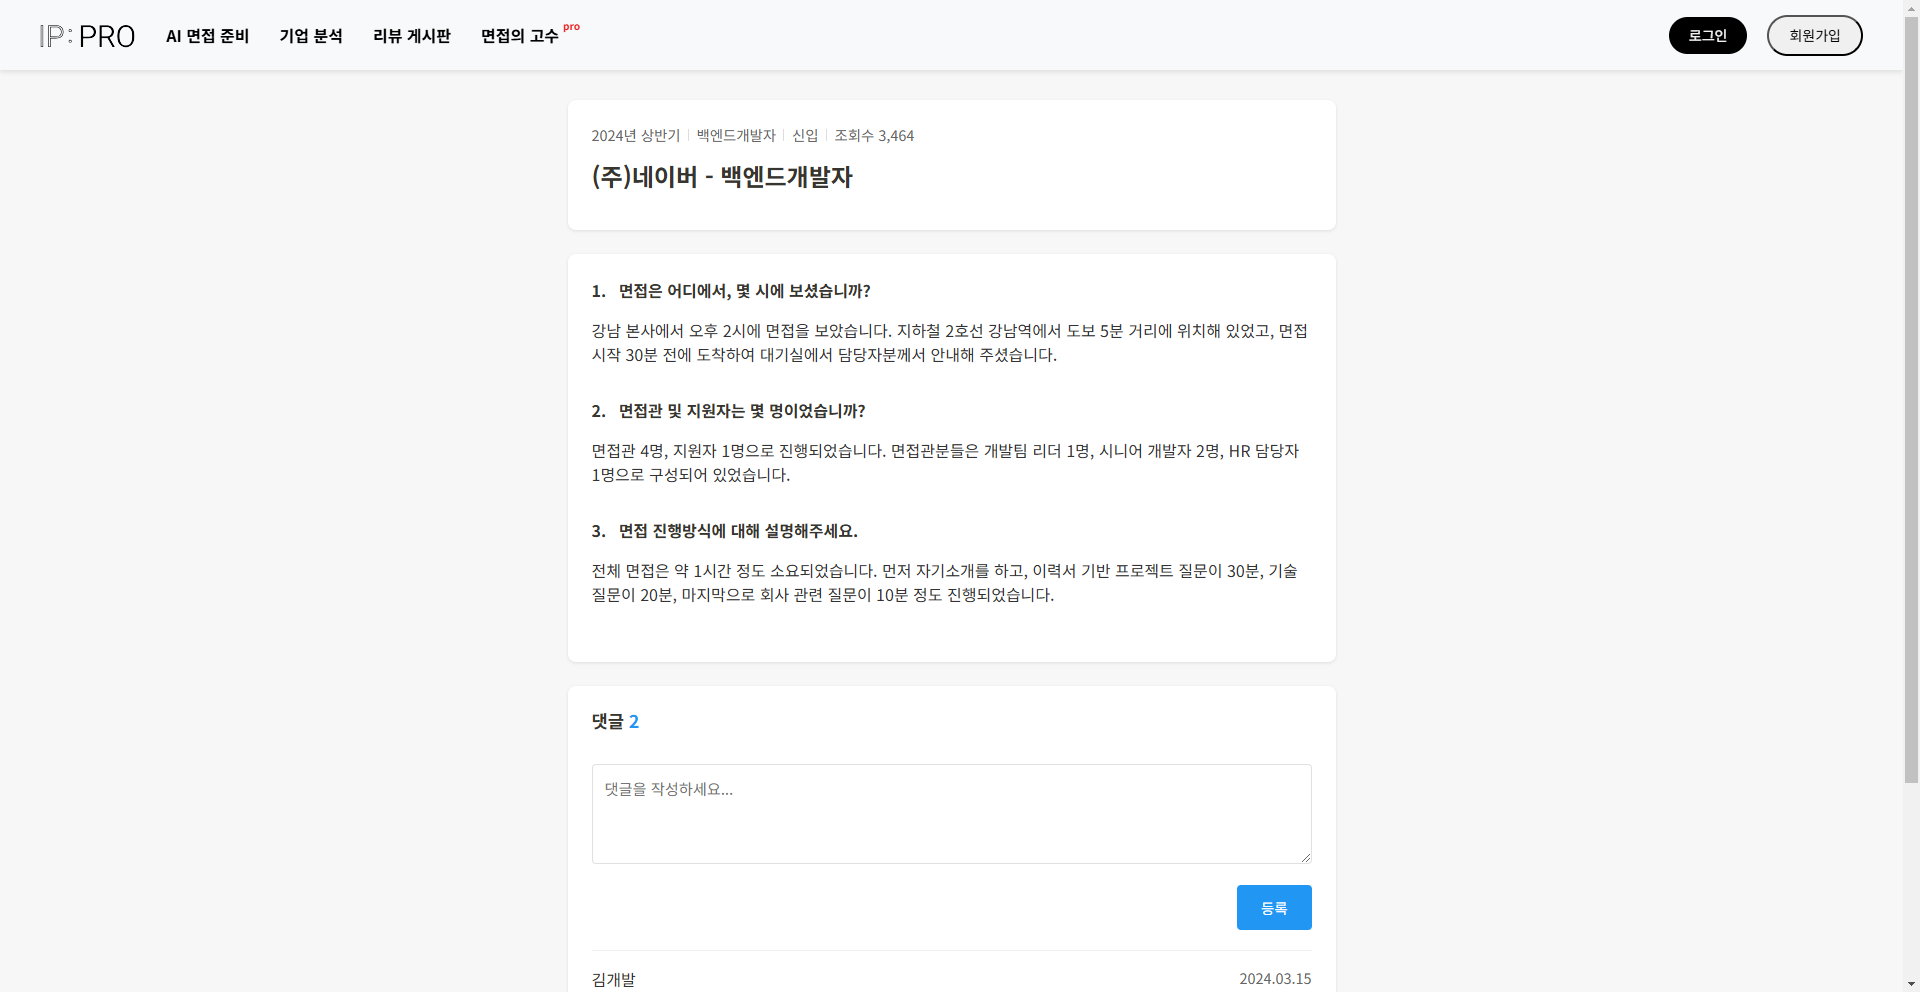 IP:PRO AI 면접 준비 기업 분석 리뷰 게시판 면접의 고수 pro 로그인 회원가입
2024년 상반기 백엔드개발자 신입 조회수 3,464
(주)네이버 - 백엔드개발자
1. 면접은 어디에서, 몇 시에 보셨습니까?
강남 본사에서 오후 2시에 면접을 보았습니다. 지하철 2호선 강남역에서 도보 5분 거리에 위치해 있었고, 면접
시작 30분 전에 도착하여 대기실에서 담당자분께서 안내해 주셨습니다.
2. 면접관 및 지원자는 몇 명이었습니까?
면접관 4명, 지원자 1명으로 진행되었습니다. 면접관분들은 개발팀 리더 1명, 시니어 개발자 2명, HR 담당자
1명으로 구성되어 있었습니다.
3. 면접 진행방식에 대해 설명해주세요.
전체 면접은 약 1시간 정도 소요되었습니다. 먼저 자기소개를 하고, 이력서 기반 프로젝트 질문이 30분, 기술
질문이 20분, 마지막으로 회사 관련 질문이 10분 정도 진행되었습니다.
댓글 2
댓글을 작성하세요...
등록
김개발 2024.03.15